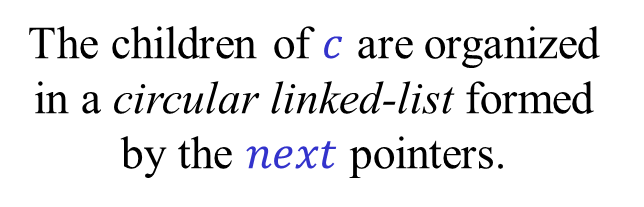 The children of c are organized
in a circular linked-list formed
by the next pointers.